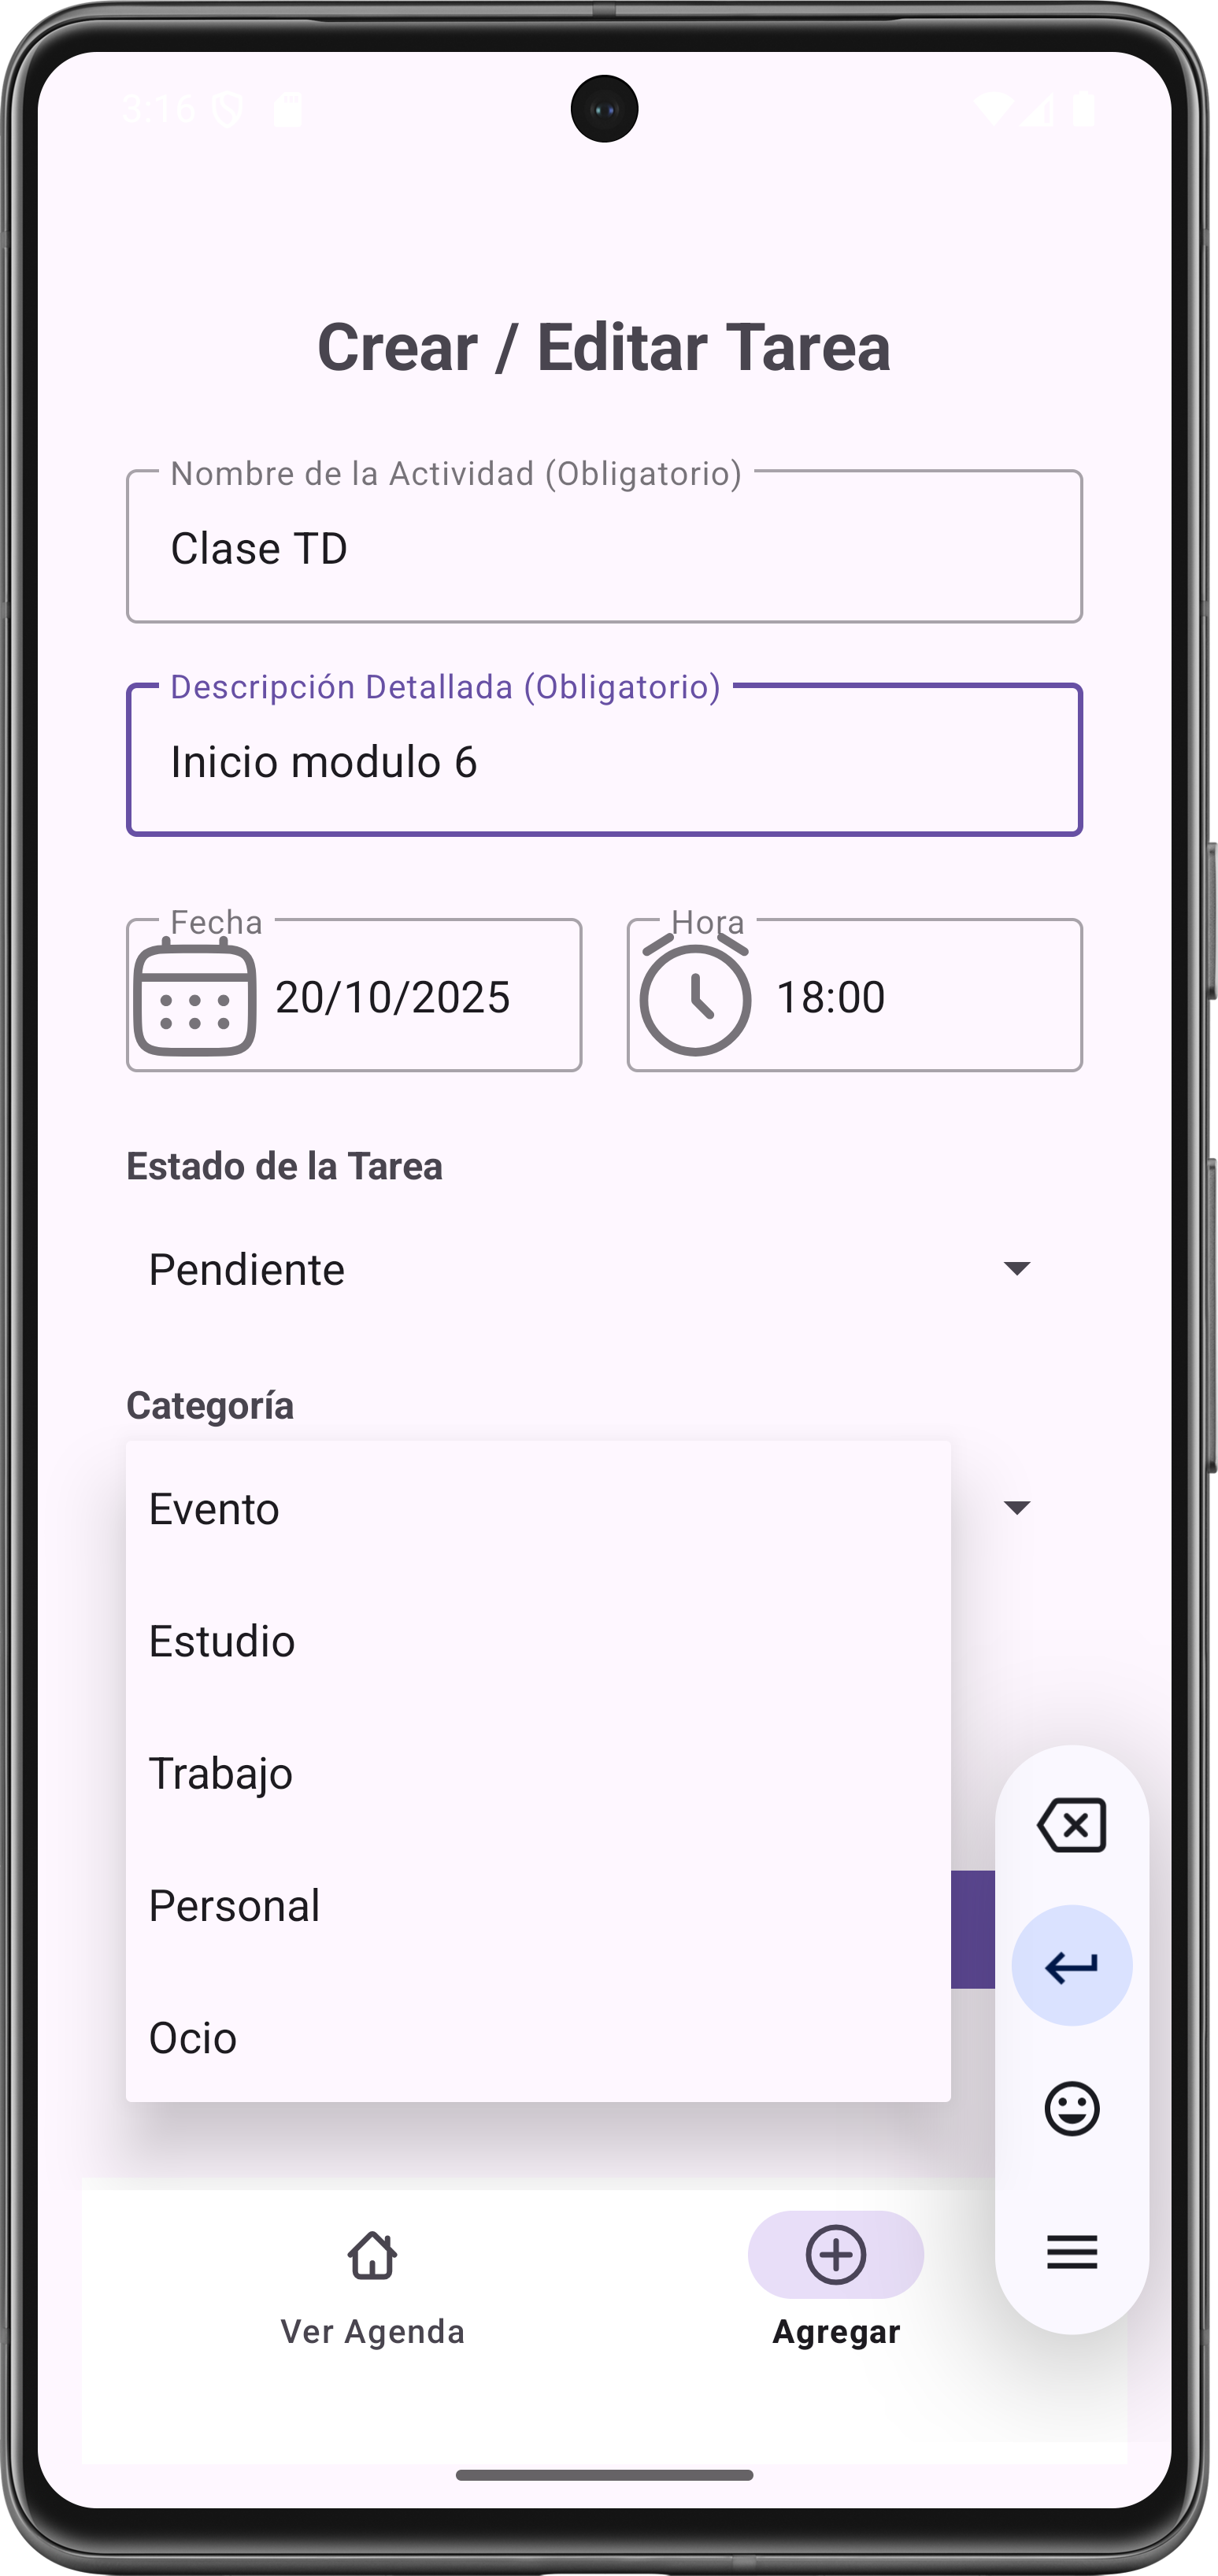 3:16
Crear / Editar Tarea
Nombre de la Actividad (Obligatorio)
Clase TD
Descripción Detallada (Obligatorio)
Inicio modulo 6
Fecha Hora
20/10/2025 18:00
Estado de la Tarea
Pendiente
Categoría
Evento
Estudio
Trabajo
Personal
Ocio
Ver Agenda Agregar